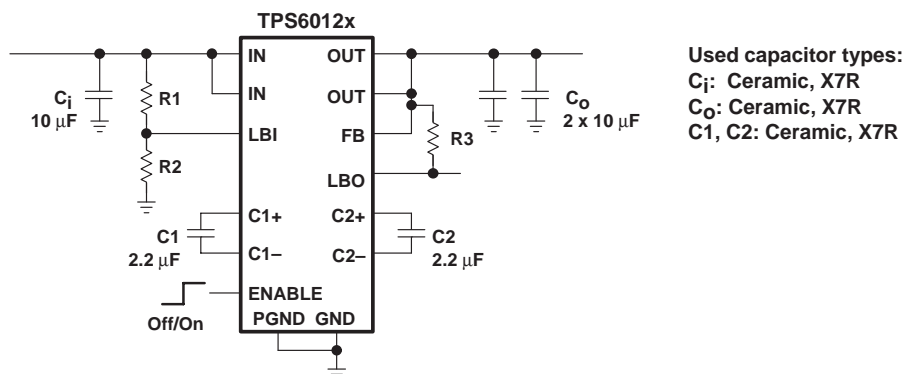 TPS6012x
IN
OUT
Used capacitor types:
Ci: Ceramic, X7R
Co: Ceramic, X7R
C1, C2: Ceramic, X7R
Ci
10 μF
R1
IN
OUT
Co
2 x 10 μF
LBI
FB
R3
R2
LBO
C1+
C2+
C1
2.2 μF
C1–
C2–
C2
2.2 μF
ENABLE
Off/On
PGND GND